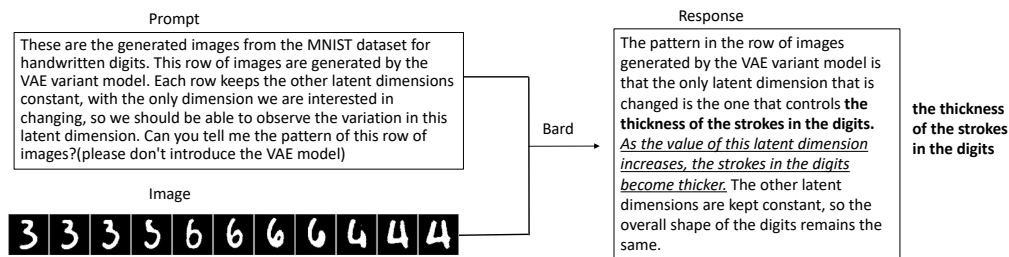 Prompt
These are the generated images from the MNIST dataset for
handwritten digits. This row of images are generated by the
VAE variant model. Each row keeps the other latent dimensions
constant, with the only dimension we are interested in
changing, so we should be able to observe the variation in this
latent dimension. Can you tell me the pattern of this row of
images?(please don't introduce the VAE model)
Image
3 3 3 5 6 6 6 6 4 4 4
Bard
Response
The pattern in the row of images
generated by the VAE variant model is
that the only latent dimension that is
changed is the one that controls the
thickness of the strokes in the digits.
As the value of this latent dimension
increases, the strokes in the digits
become thicker. The other latent
dimensions are kept constant, so the
overall shape of the digits remains the
same.
the thickness
of the strokes
in the digits